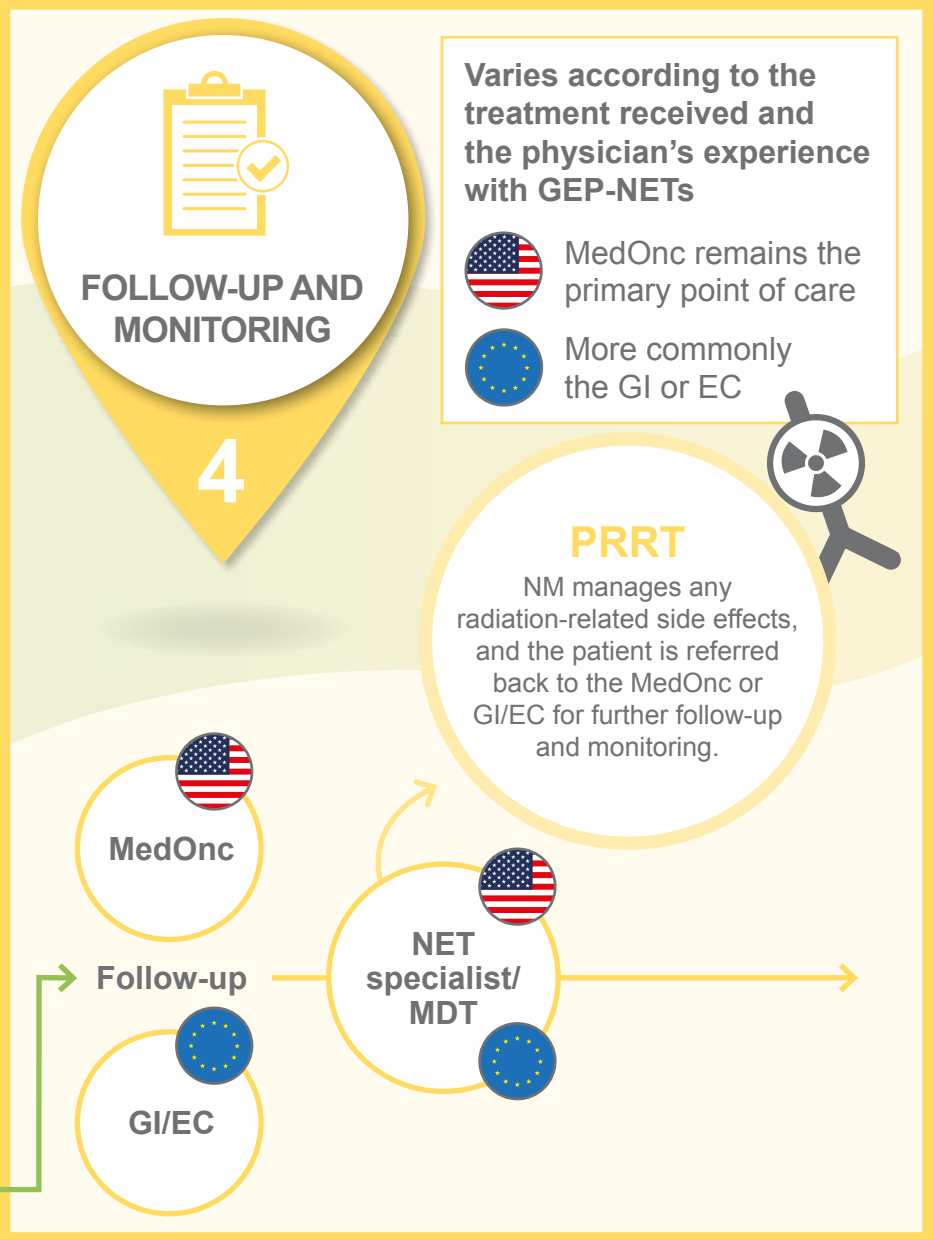 FOLLOW-UP AND
MONITORING
4
Varies according to the
treatment received and
the physician’s experience
with GEP-NETs
MedOnc remains the
primary point of care
More commonly
the GI or EC
PRRT
NM manages any
radiation-related side effects,
and the patient is referred
back to the MedOnc or
GI/EC for further follow-up
and monitoring.
MedOnc
Follow-up
GI/EC
NET
specialist/
MDT